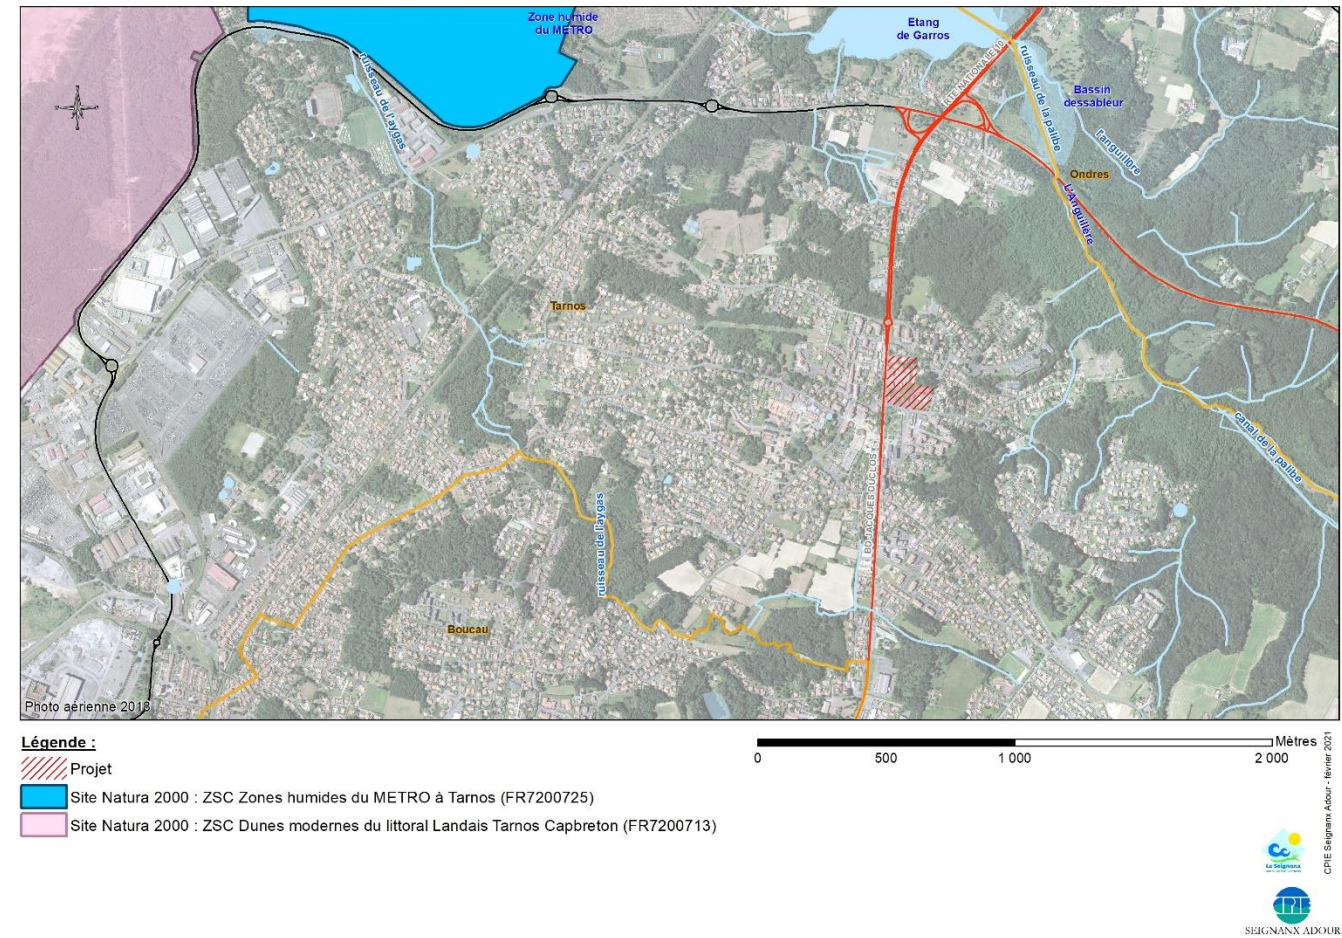 Zone humide
du METRO
Etang
de Garros
RTE NATIONALE 10
ruisseau de l'aygas
ruisseau de la palibe
Bassin
dessableur
l'anguillère
Ondres
L'Anguillère
Tarnos
canal de la palibe
BD JACQUES DUCLOS
ruisseau de l'aygas
Boucau
Photo aérienne 2018
Légende :
Projet
Site Natura 2000 : ZSC Zones humides du METRO à Tarnos (FR7200725)
Site Natura 2000 : ZSC Dunes modernes du littoral Landais Tarnos Capbreton (FR7200713)
Mètres
0 500 1 000 2 000
CPIE Seignanx Adour - février 2021
Cc
Le Seignanx
CPIE
SEIGNANX ADOUR